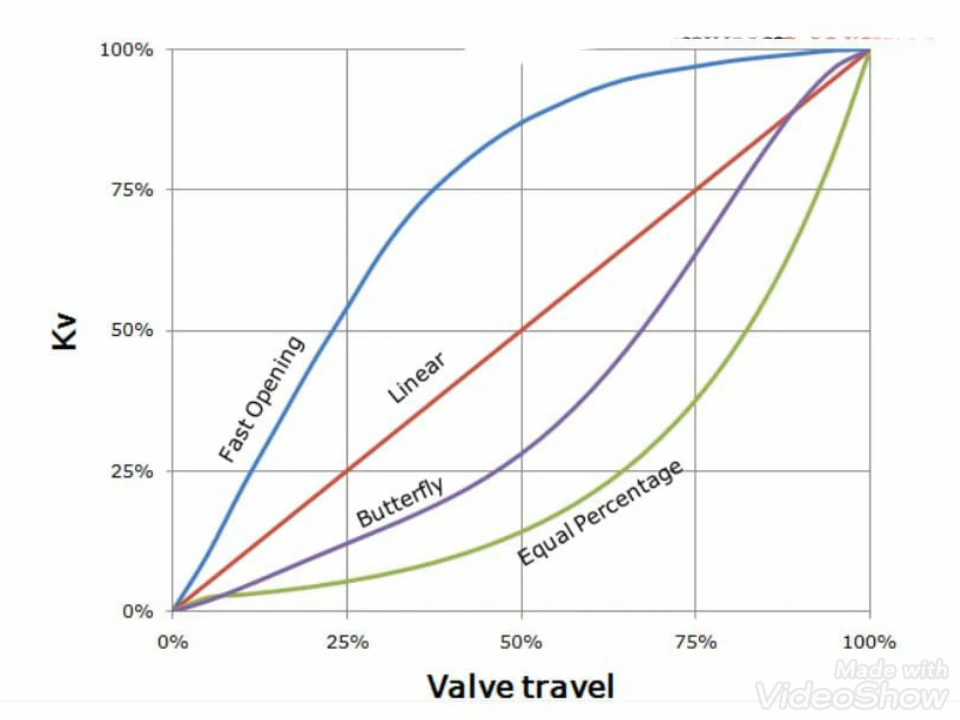 100%
75%
50%
25%
0%
Kv
Fast Opening
Linear
Butterfly
Equal Percentage
0% 25% 50% 75% 100%
Valve travel
Made with
VideoShow